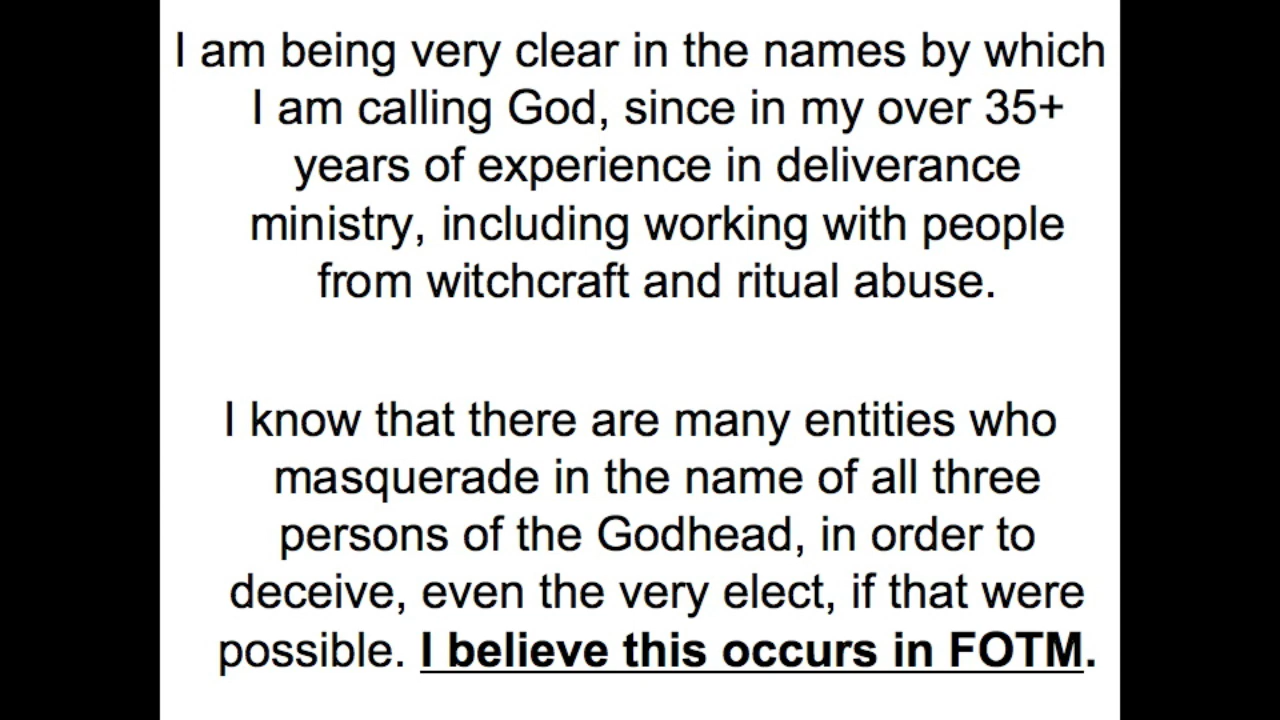 I am being very clear in the names by which
I am calling God, since in my over 35+
years of experience in deliverance
ministry, including working with people
from witchcraft and ritual abuse.
I know that there are many entities who
masquerade in the name of all three
persons of the Godhead, in order to
deceive, even the very elect, if that were
possible. I believe this occurs in FOTM.